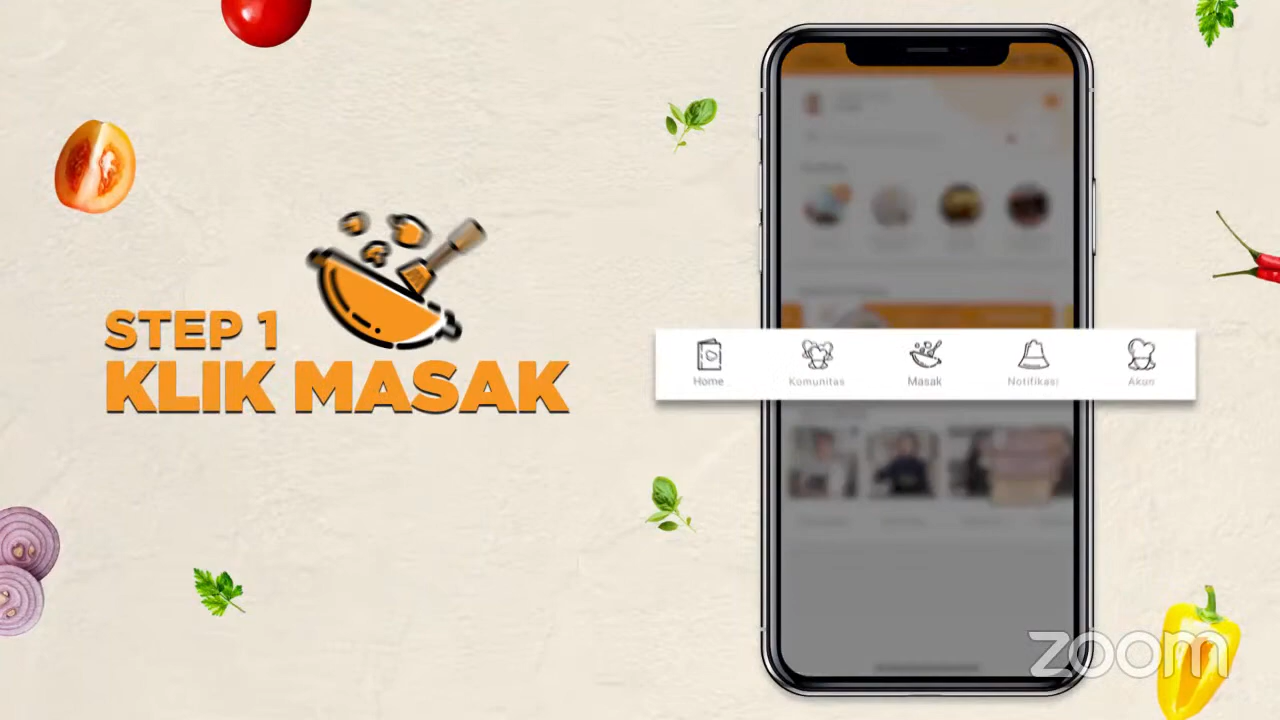 STEP 1
KLIK MASAK
Home
Komunitas
Masak
Notifikasi
Akun
zoom